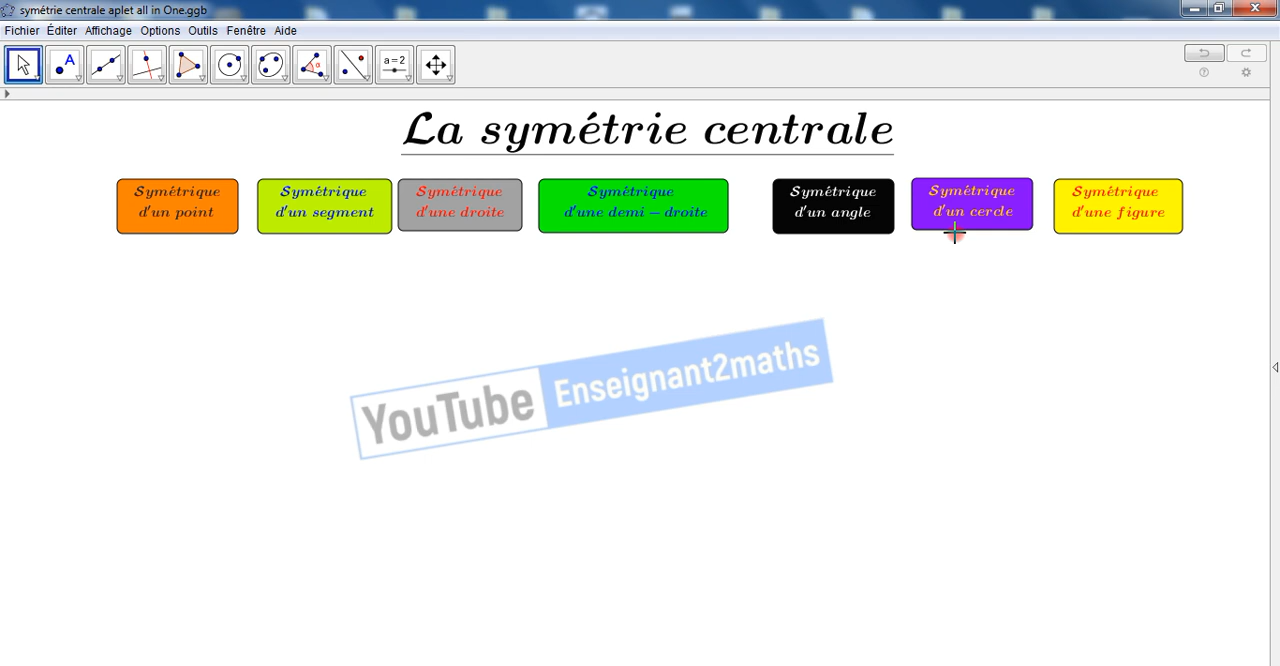 symétrie centrale aplet all in One.ggb
Fichier Éditer Affichage Options Outils Fenêtre Aide
A
α
a=2
La symétrie centrale
Symétrique
d'un point
Symétrique
d'un segment
Symétrique
d'une droite
Symétrique
d'une demi − droite
Symétrique
d'un angle
Symétrique
d'un cercle
Symétrique
d'une figure
YouTube Enseignant2maths